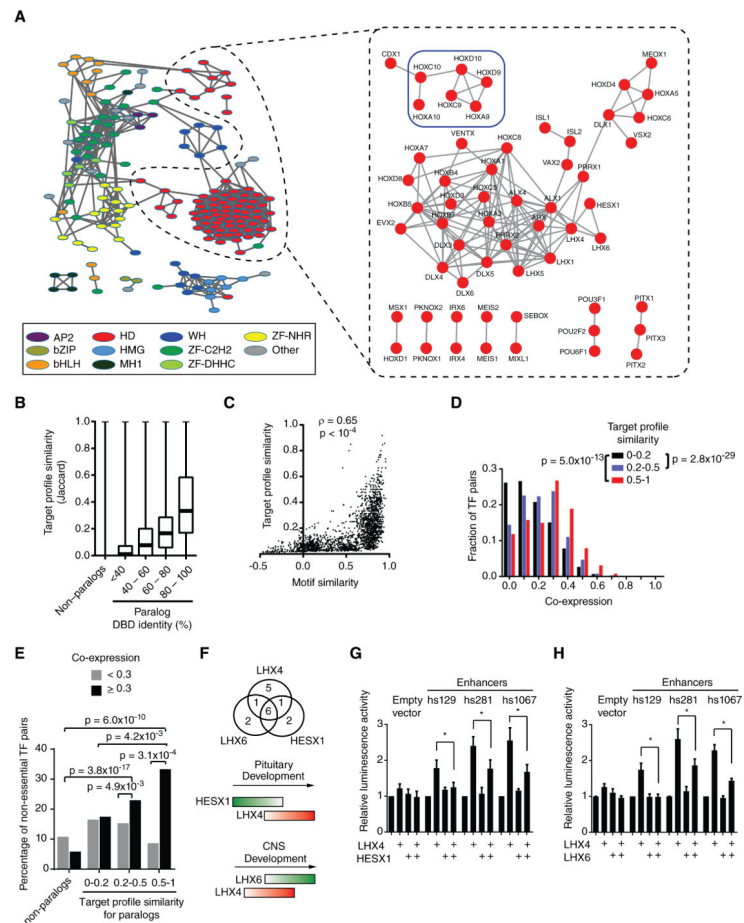 A
CDX1
HOXC10
HOXD10
HOXD9
HOXC9
HOXA9
HOXA10
MEOX1
HOXD4
HOXA5
HOXC6
DLX1
VSX2
ISL1
ISL2
VAX2
PRRX1
VENTX
HOXC8
HOXA7
HOXA1
HOXB4
HOXD8
HOXC5
ALX4
HOXD3
ALX1
HESX1
HOXB5
HOXB2
HOXA2
ARX
EVX2
PRRX2
LHX4
LHX6
DLX3
LHX1
DLX4
DLX5
LHX5
DLX6
MSX1
PKNOX2
IRX6
MEIS2
SEBOX
HOXD1
PKNOX1
IRX4
MEIS1
MIXL1
POU3F1
POU2F2
POU6F1
PITX1
PITX3
PITX2
AP2
HD
WH
ZF-NHR
bZIP
HMG
ZF-C2H2
Other
bHLH
MH1
ZF-DHHC
B
Target profile similarity
(Jaccard)
1.0
0.8
0.6
0.4
0.2
0
Non-paralogs
<40
40 – 60
60 – 80
80 – 100
Paralog
DBD identity (%)
C
ρ = 0.65
p < 10-4
Target profile similarity
1.0
0.8
0.6
0.4
0.2
0
-0.5
0.0
0.5
1.0
Motif similarity
D
Target profile
similarity
0-0.2
0.2-0.5
0.5-1
p = 5.0x10-13
p = 2.8x10-29
Fraction of TF pairs
0.3
0.2
0.1
0.0
0.0
0.2
0.4
0.6
0.8
1.0
Co-expression
E
Co-expression
< 0.3
≥ 0.3
p = 6.0x10-10
p = 4.2x10-3
p = 3.1x10-4
p = 3.8x10-17
p = 4.9x10-3
Percentage of non-essential TF pairs
40
30
20
10
0
non-paralogs
0-0.2
0.2-0.5
0.5-1
Target profile similarity
for paralogs
F
LHX4
5
1
1
6
2
2
LHX6
HESX1
Pituitary
Development
HESX1
LHX4
CNS
Development
LHX6
LHX4
G
Enhancers
Empty
vector
hs129
hs281
hs1067
*
*
*
Relative luminescence activity
3
2
1
0
LHX4
+ + + + + + + +
HESX1
++ ++ ++ ++
H
Enhancers
Empty
vector
hs129
hs281
hs1067
*
*
*
Relative luminescence activity
3
2
1
0
LHX4
+ + + + + + + +
LHX6
++ ++ ++ ++